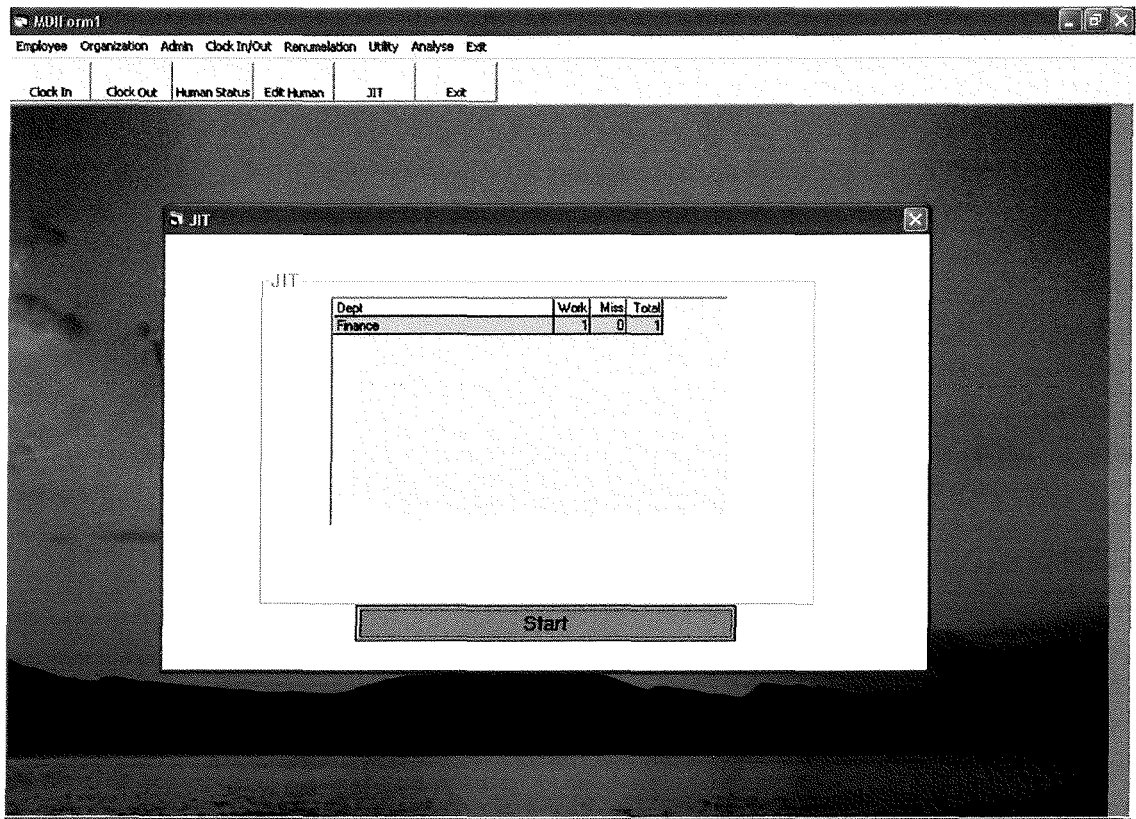 MDIForm1
Employee Organization Admin Clock In/Out Renumelation Utility Analyse Exit
Clock In Clock Out Human Status Edit Human JIT Exit
JIT
JIT
Dept Work Miss Total
Finance 1 0 1
Start